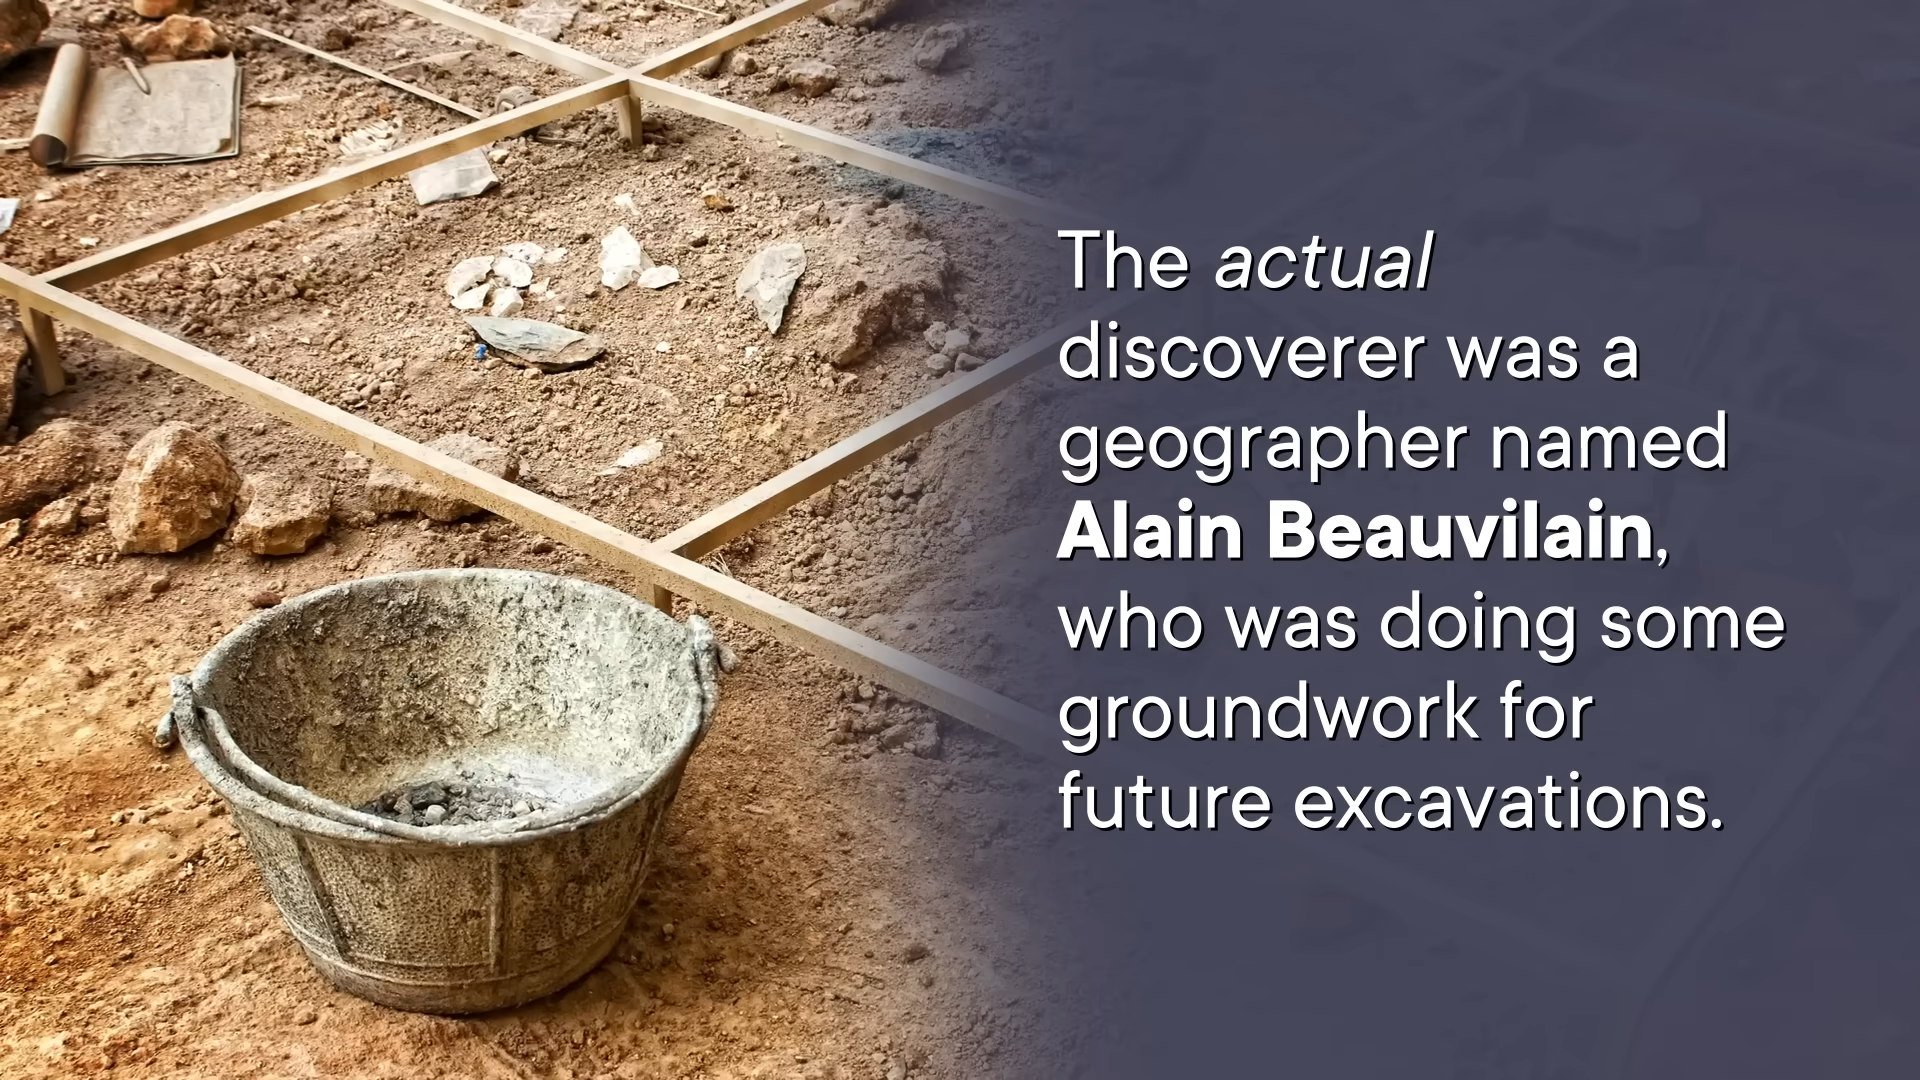 The actual
discoverer was a
geographer named
Alain Beauvilain,
who was doing some
groundwork for
future excavations.